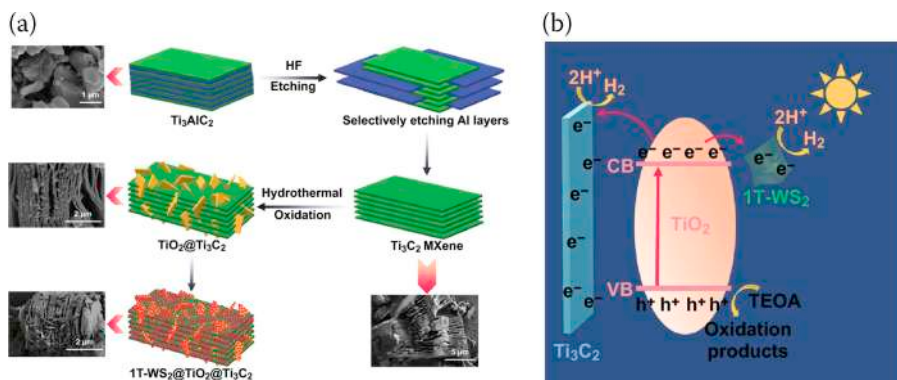 (a)
HF
Etching
1 μm
Ti₃AlC₂
Selectively etching Al layers
Hydrothermal
Oxidation
2 μm
TiO₂@Ti₃C₂
Ti₃C₂ MXene
2 μm
5 μm
1T-WS₂@TiO₂@Ti₃C₂
(b)
2H⁺
H₂
2H⁺
H₂
e⁻
e⁻ e⁻ e⁻ e⁻
e⁻
e⁻
CB
e⁻
1T-WS₂
e⁻
TiO₂
e⁻
VB
e⁻
e⁻
h⁺ h⁺ h⁺ h⁺
TEOA
Oxidation
products
Ti₃C₂